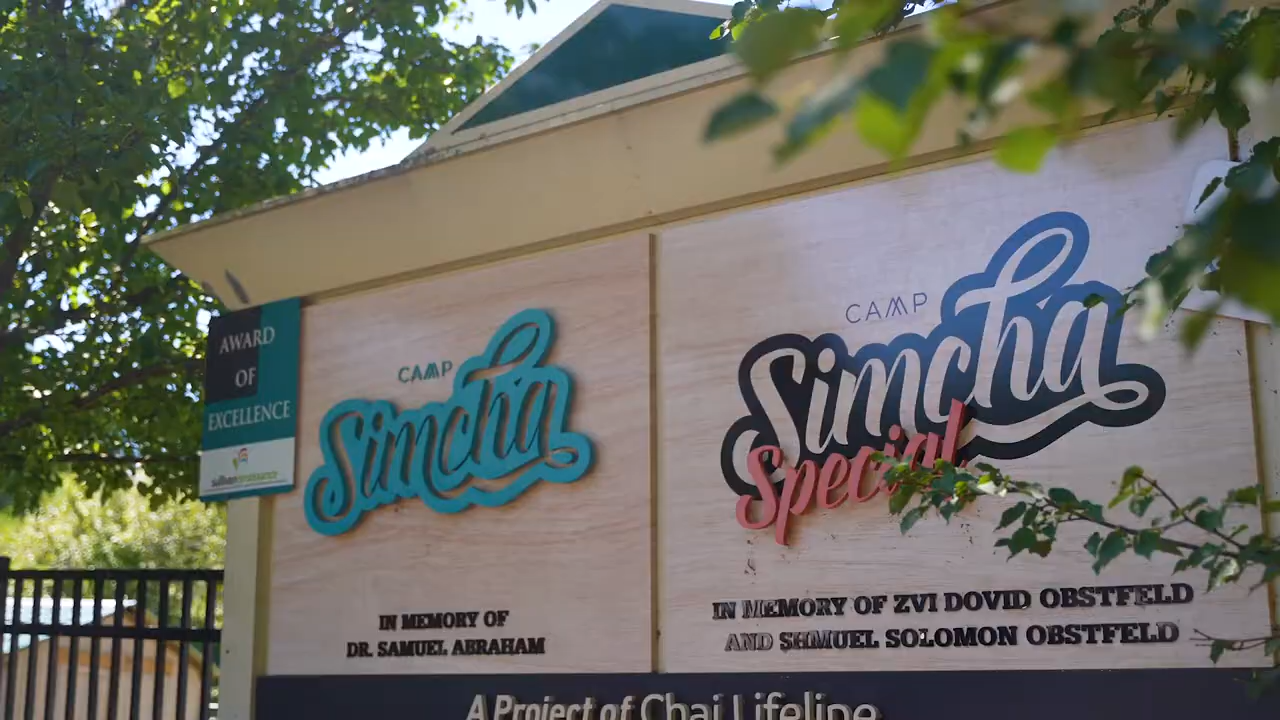 AWARD
OF
EXCELLENCE
sullivanrenaissance
CAMP
Simcha
IN MEMORY OF
DR. SAMUEL ABRAHAM
CAMP
Simcha
Special
IN MEMORY OF ZVI DOVID OBSTFELD
AND SHMUEL SOLOMON OBSTFELD
A Project of Chai Lifeline